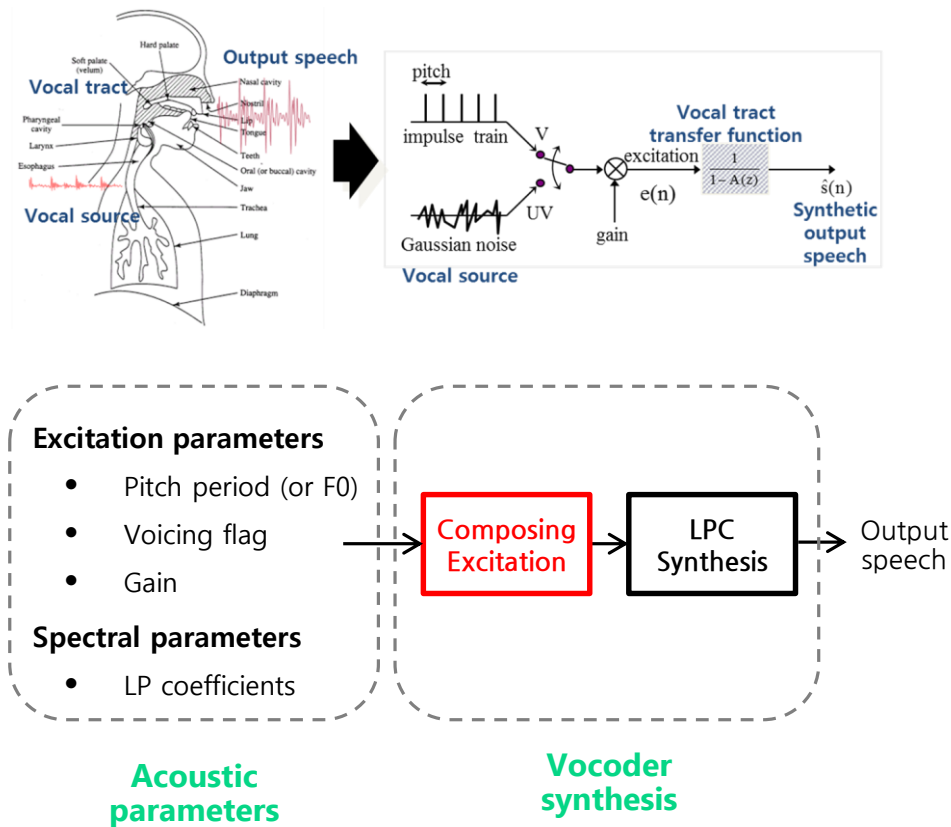 Hard palate
Soft palate
(velum)
Output speech
Vocal tract
Nasal cavity
Nostril
Lip
Tongue
Pharyngeal
cavity
Larynx
Esophagus
Teeth
Oral (or buccal) cavity
Jaw
Trachea
Vocal source
Lung
Diaphragm
pitch
impulse train
V
UV
Gaussian noise
Vocal source
gain
excitation
e(n)
Vocal tract
transfer function
1
1− A(z)
ŝ(n)
Synthetic
output
speech
Excitation parameters
• Pitch period (or F0)
• Voicing flag
• Gain
Spectral parameters
• LP coefficients
Composing
Excitation
LPC
Synthesis
Output
speech
Acoustic
parameters
Vocoder
synthesis